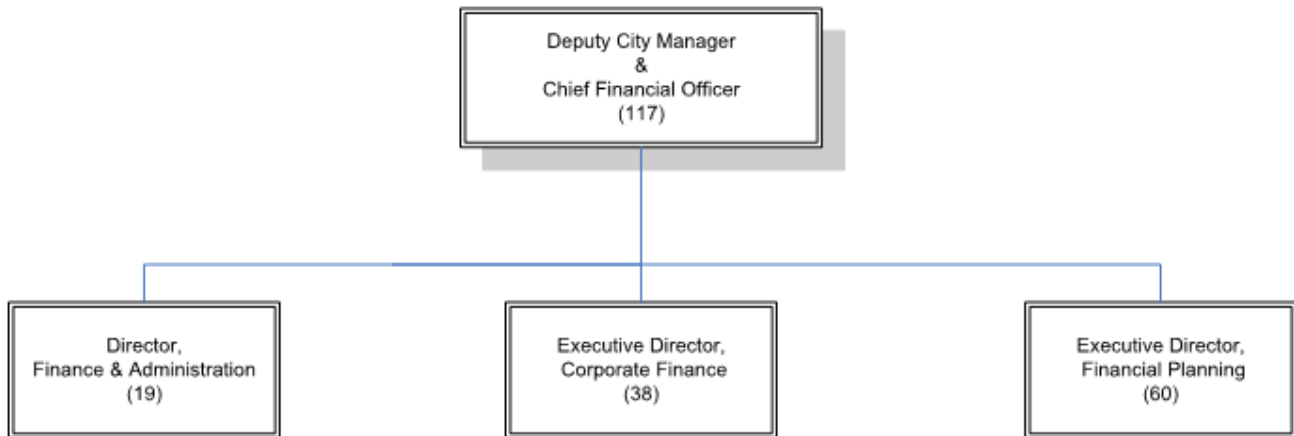 Deputy City Manager
&
Chief Financial Officer
(117)
Director,
Finance & Administration
(19)
Executive Director,
Corporate Finance
(38)
Executive Director,
Financial Planning
(60)